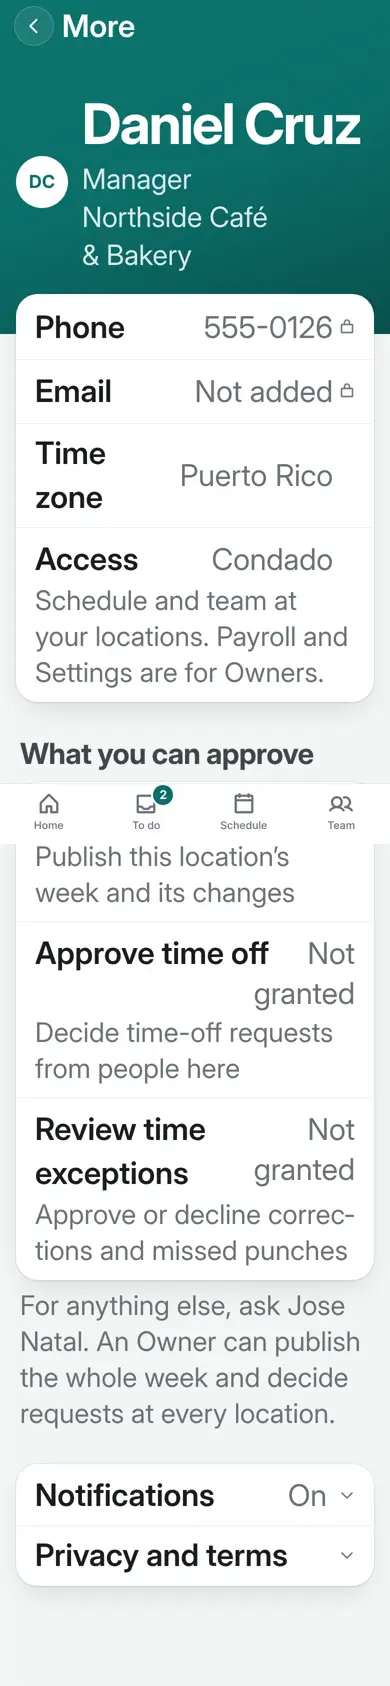 More
Daniel Cruz
DC
Manager
Northside Café
& Bakery
Phone 555-0126
Email Not added
Time
zone
Puerto Rico
Access Condado
Schedule and team at
your locations. Payroll and
Settings are for Owners.
What you can approve
2
Home To do Schedule Team
Publish this location’s
week and its changes
Approve time off Not
granted
Decide time-off requests
from people here
Review time Not
exceptions granted
Approve or decline correc-
tions and missed punches
For anything else, ask Jose
Natal. An Owner can publish
the whole week and decide
requests at every location.
Notifications On
Privacy and terms